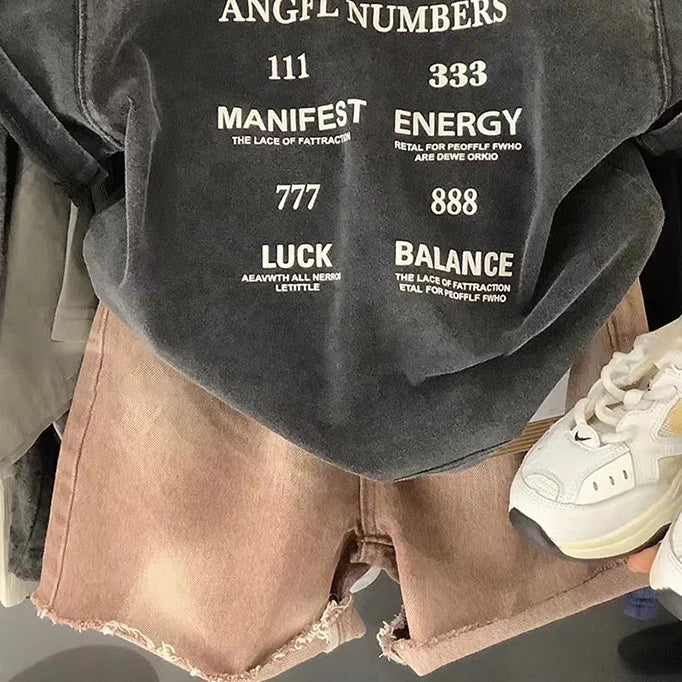 ANGFL NUMBERS
111
333
MANIFEST
ENERGY
THE LACE OF FATTRACTION
RETAL FOR PEOFFLF FWHO
ARE DEWE ORKIO
777
888
LUCK
BALANCE
AEAVWTH ALL NERROI
LETITTLE
THE LACE OF FATTRACTION
ETAL FOR PEOFFLF FWHO